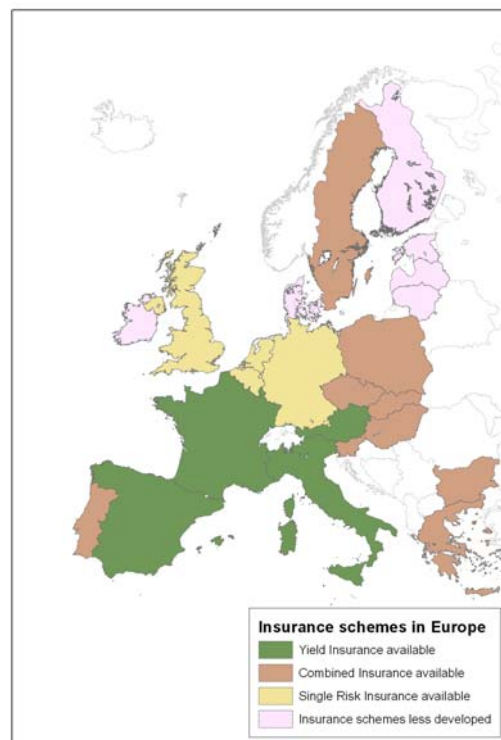 Insurance schemes in Europe
Yield Insurance available
Combined Insurance available
Single Risk Insurance available
Insurance schemes less developed